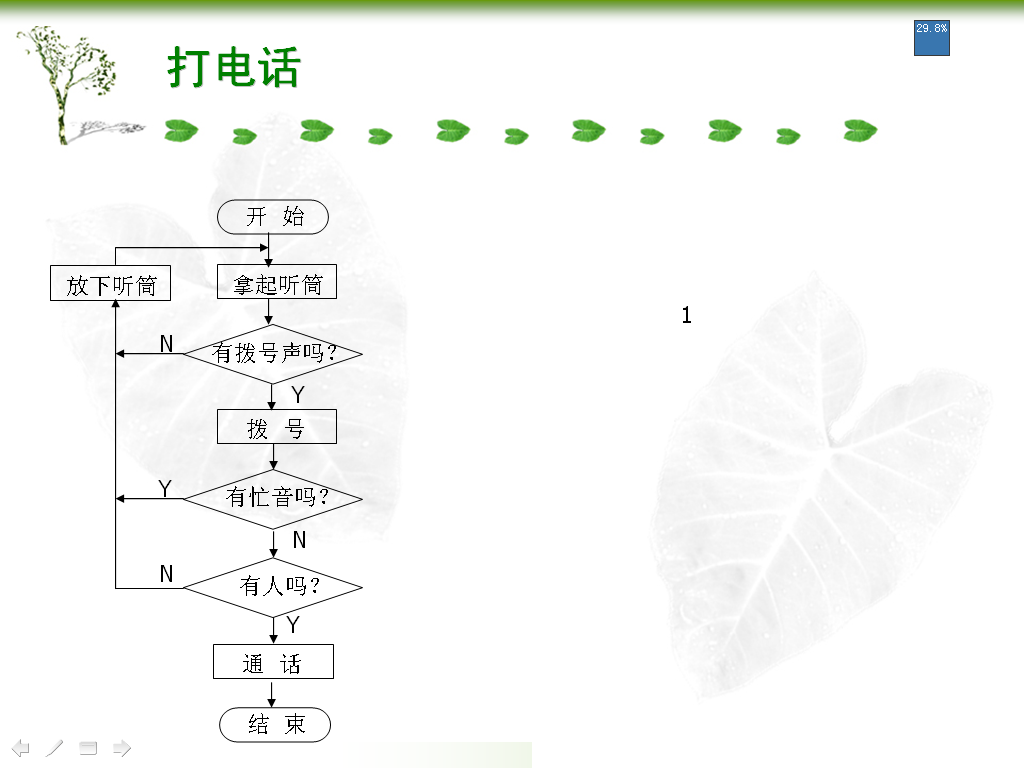 29.8%
打电话
开 始
放下听筒
拿起听筒
N
有拨号声吗?
Y
拨 号
Y
有忙音吗?
N
N
有人吗?
Y
通 话
结 束
1